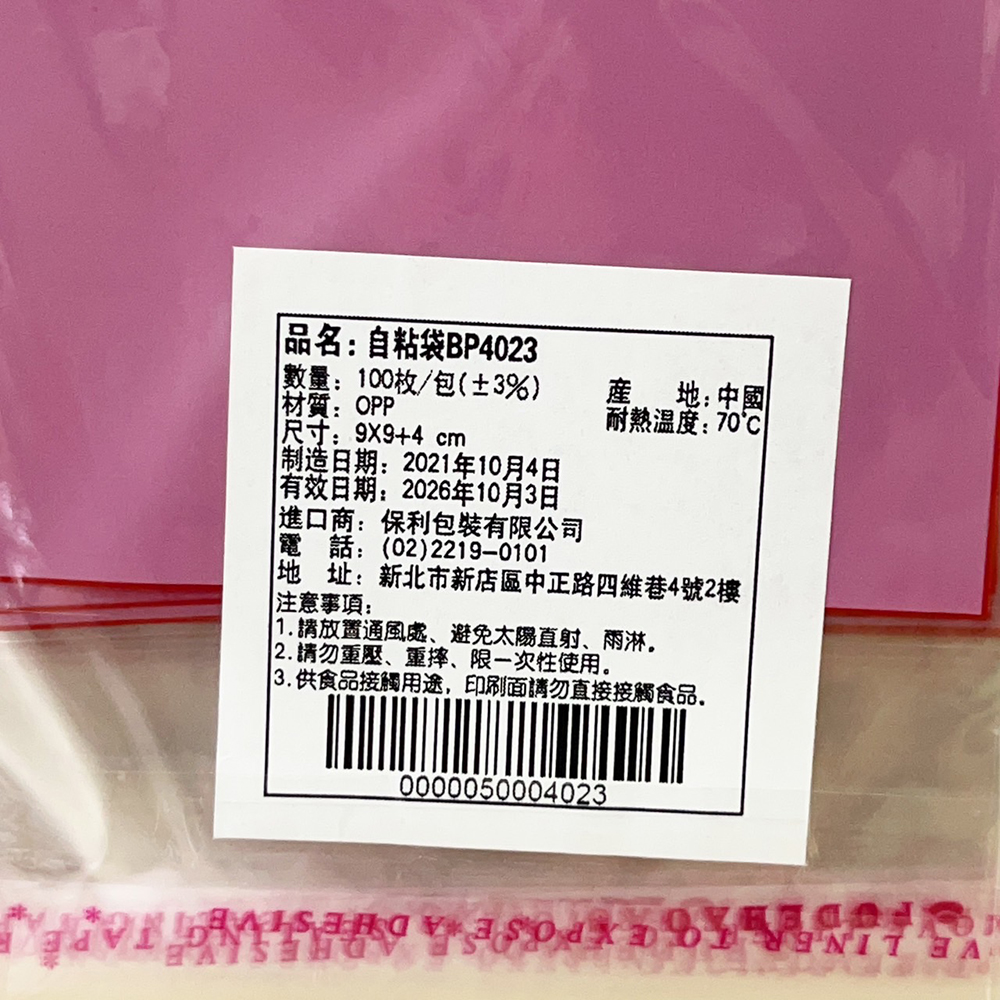 品名：自粘袋BP4023
數量：100枚/包(±3%)
產　地：中國
材質：OPP
耐熱溫度：70℃
尺寸：9X9+4 cm
制造日期：2021年10月4日
有效日期：2026年10月3日
進口商：保利包裝有限公司
電　話：(02)2219-0101
地　址：新北市新店區中正路四維巷4號2樓
注意事項：
1.請放置通風處、避免太陽直射、雨淋。
2.請勿重壓、重摔、限一次性使用。
3.供食品接觸用途，印刷面請勿直接接觸食品。
0000050004023
LINER TO EXPOSE ADHESIVE